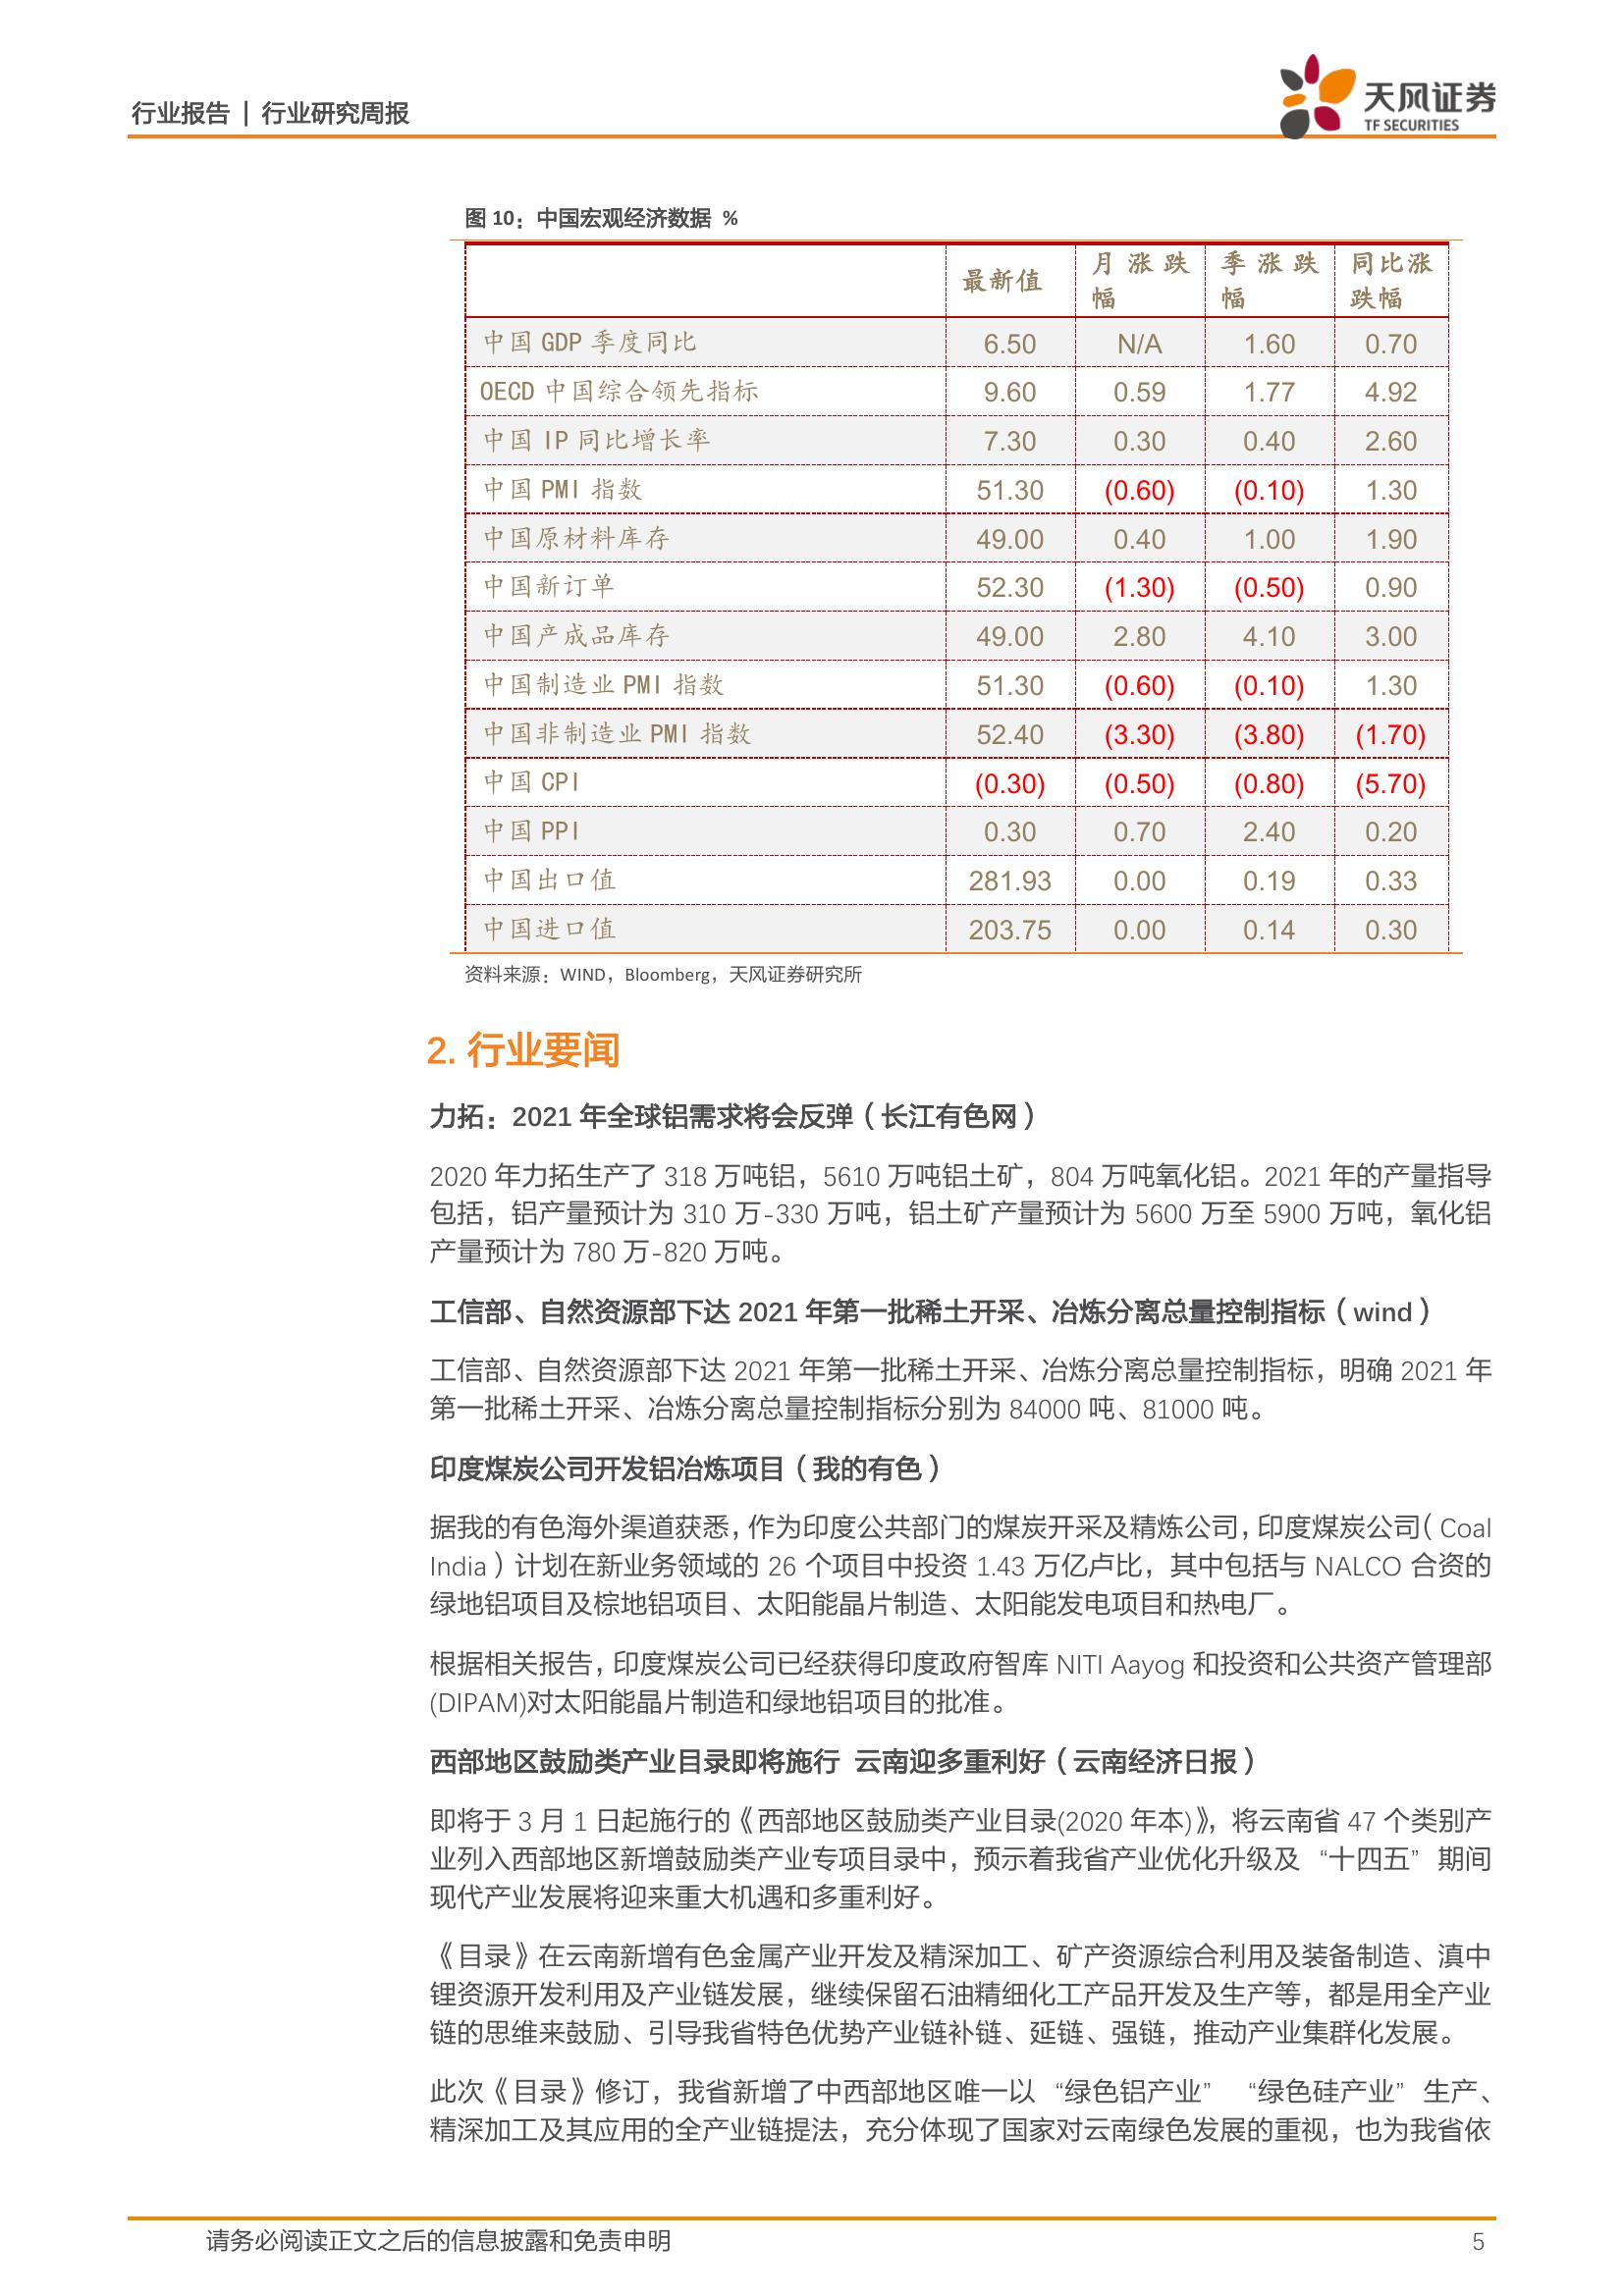 行业报告 | 行业研究周报
天风证券
TF SECURITIES
图 10：中国宏观经济数据 %
最新值 月涨跌幅 季涨跌幅 同比涨跌幅
中国 GDP 季度同比 6.50 N/A 1.60 0.70
OECD 中国综合领先指标 9.60 0.59 1.77 4.92
中国 IP 同比增长率 7.30 0.30 0.40 2.60
中国 PMI 指数 51.30 (0.60) (0.10) 1.30
中国原材料库存 49.00 0.40 1.00 1.90
中国新订单 52.30 (1.30) (0.50) 0.90
中国产成品库存 49.00 2.80 4.10 3.00
中国制造业 PMI 指数 51.30 (0.60) (0.10) 1.30
中国非制造业 PMI 指数 52.40 (3.30) (3.80) (1.70)
中国 CPI (0.30) (0.50) (0.80) (5.70)
中国 PPI 0.30 0.70 2.40 0.20
中国出口值 281.93 0.00 0.19 0.33
中国进口值 203.75 0.00 0.14 0.30
资料来源：WIND，Bloomberg，天风证券研究所
2. 行业要闻
力拓：2021 年全球铝需求将会反弹（长江有色网）
2020 年力拓生产了 318 万吨铝，5610 万吨铝土矿，804 万吨氧化铝。2021 年的产量指导
包括，铝产量预计为 310 万-330 万吨，铝土矿产量预计为 5600 万至 5900 万吨，氧化铝
产量预计为 780 万-820 万吨。
工信部、自然资源部下达 2021 年第一批稀土开采、冶炼分离总量控制指标（wind）
工信部、自然资源部下达 2021 年第一批稀土开采、冶炼分离总量控制指标，明确 2021 年
第一批稀土开采、冶炼分离总量控制指标分别为 84000 吨、81000 吨。
印度煤炭公司开发铝冶炼项目（我的有色）
据我的有色海外渠道获悉，作为印度公共部门的煤炭开采及精炼公司，印度煤炭公司（Coal
India）计划在新业务领域的 26 个项目中投资 1.43 万亿卢比，其中包括与 NALCO 合资的
绿地铝项目及棕地铝项目、太阳能晶片制造、太阳能发电项目和热电厂。
根据相关报告，印度煤炭公司已经获得印度政府智库 NITI Aayog 和投资和公共资产管理部
(DIPAM)对太阳能晶片制造和绿地铝项目的批准。
西部地区鼓励类产业目录即将施行 云南迎多重利好（云南经济日报）
即将于 3 月 1 日起施行的《西部地区鼓励类产业目录(2020 年本)》，将云南省 47 个类别产
业列入西部地区新增鼓励类产业专项目录中，预示着我省产业优化升级及“十四五”期间
现代产业发展将迎来重大机遇和多重利好。
《目录》在云南新增有色金属产业开发及精深加工、矿产资源综合利用及装备制造、滇中
锂资源开发利用及产业链发展，继续保留石油精细化工产品开发及生产等，都是用全产业
链的思维来鼓励、引导我省特色优势产业链补链、延链、强链，推动产业集群化发展。
此次《目录》修订，我省新增了中西部地区唯一以“绿色铝产业” “绿色硅产业”生产、
精深加工及其应用的全产业链提法，充分体现了国家对云南绿色发展的重视，也为我省依
请务必阅读正文之后的信息披露和免责申明 5